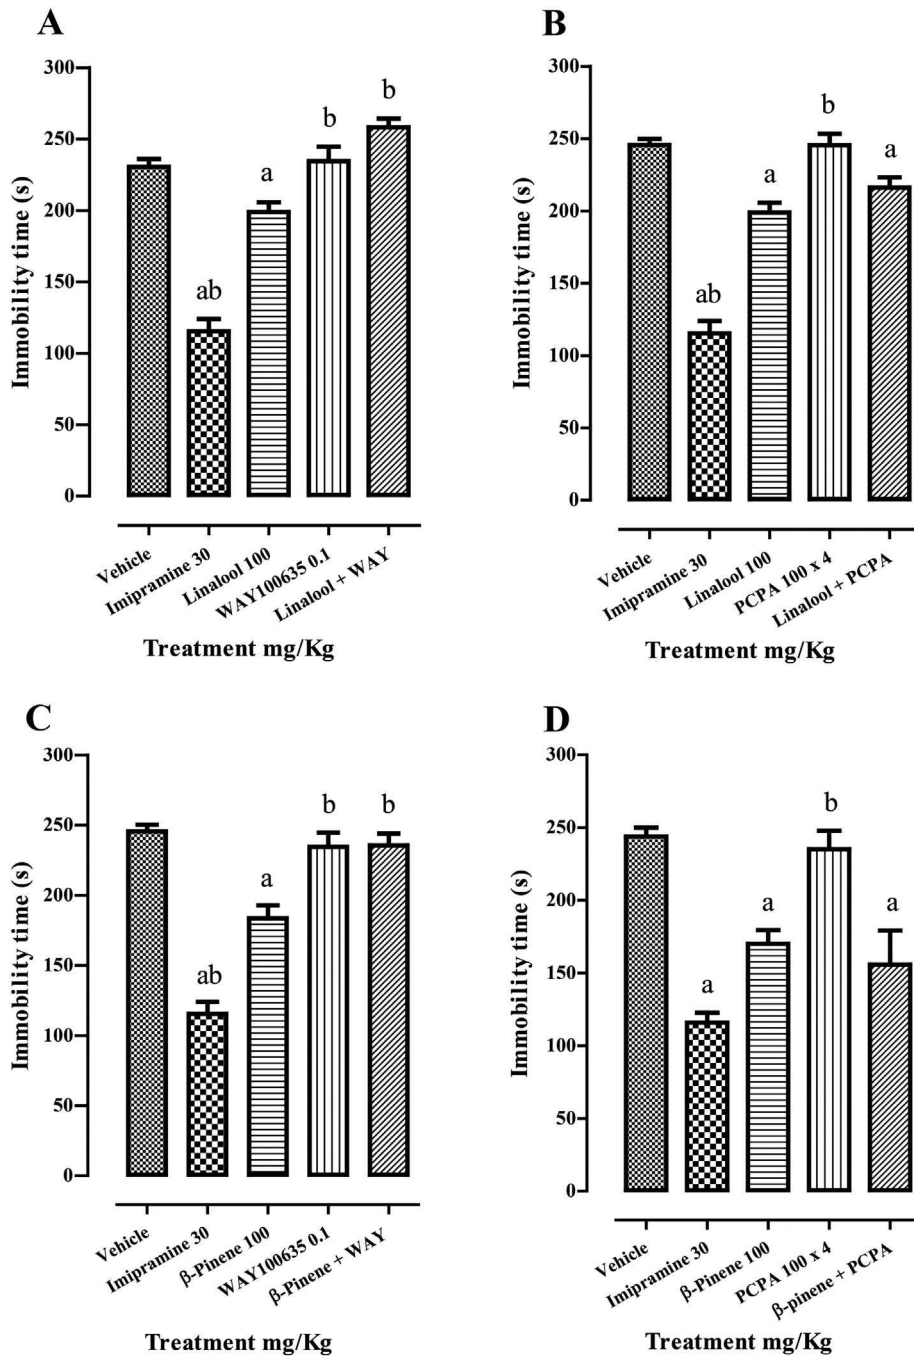 A
Immobility time (s)
300
250
200
150
100
50
0
a
b
b
ab
Vehicle
Imipramine 30
Linalool 100
WAY100635 0.1
Linalool + WAY
Treatment mg/Kg
B
Immobility time (s)
300
250
200
150
100
50
0
ab
a
b
a
Vehicle
Imipramine 30
Linalool 100
PCPA 100 x 4
Linalool + PCPA
Treatment mg/Kg
C
Immobility time (s)
300
250
200
150
100
50
0
ab
a
b
b
Vehicle
Imipramine 30
β-Pinene 100
WAY100635 0.1
β-Pinene + WAY
Treatment mg/Kg
D
Immobility time (s)
300
250
200
150
100
50
0
a
a
b
a
Vehicle
Imipramine 30
β-Pinene 100
PCPA 100 x 4
β-pinene + PCPA
Treatment mg/Kg